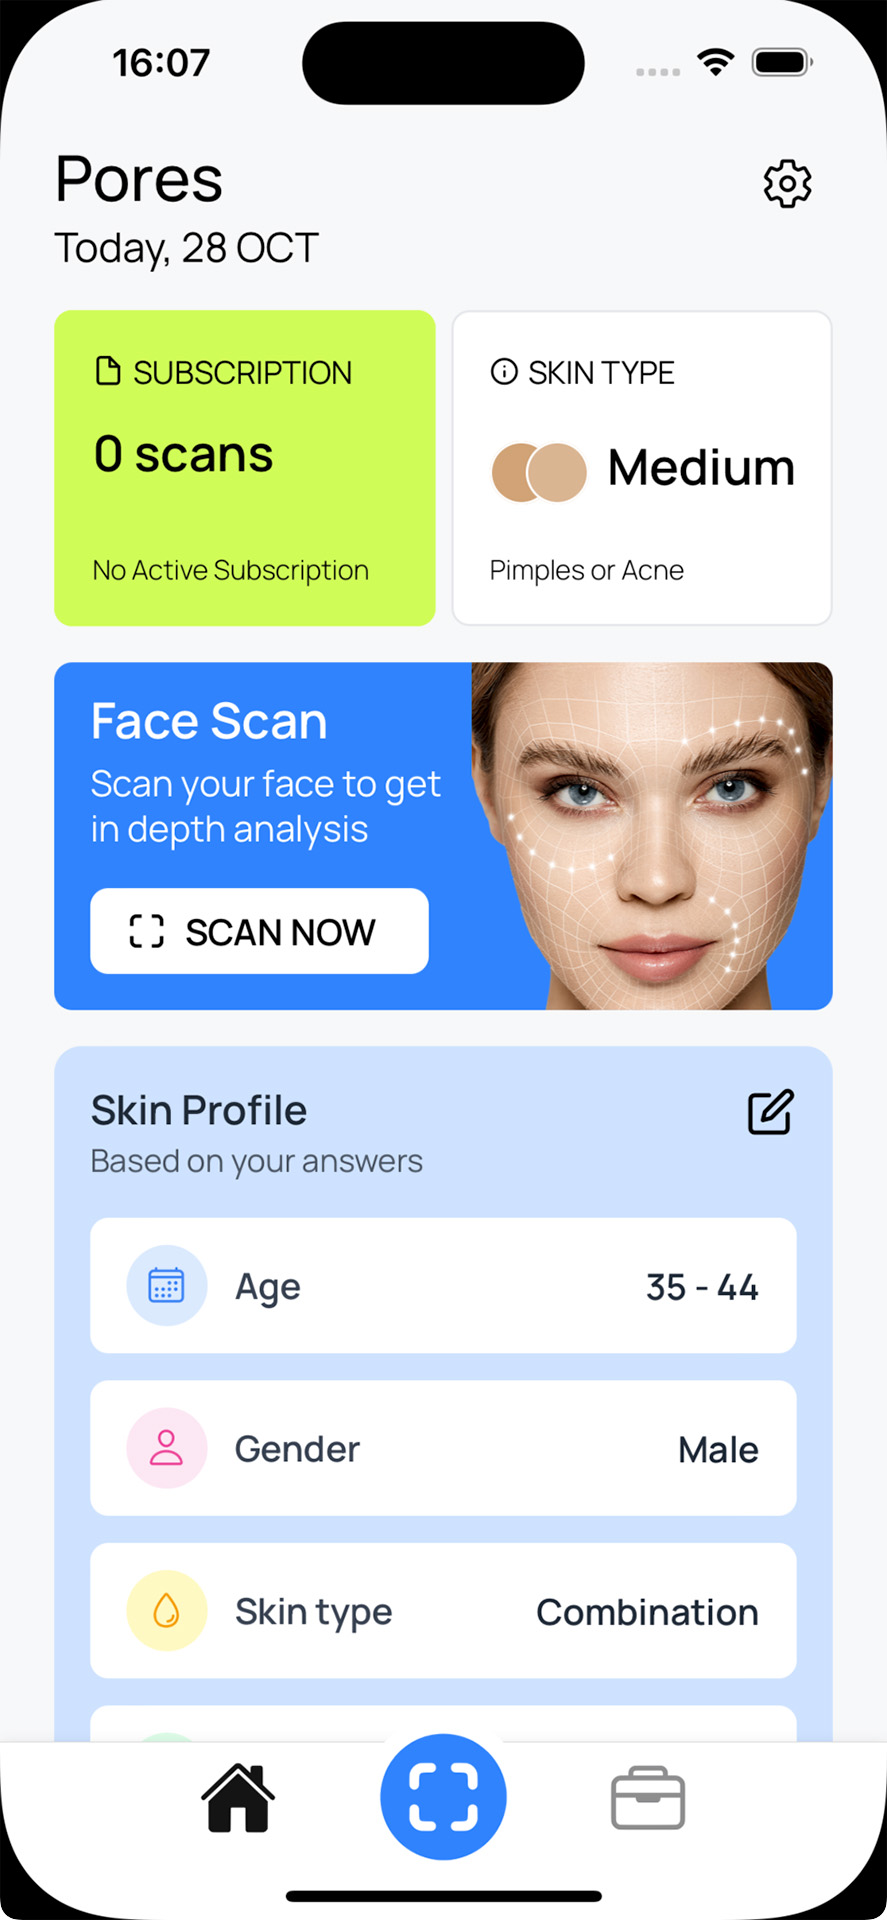 16:07
Pores
Today, 28 OCT
SUBSCRIPTION
0 scans
No Active Subscription
SKIN TYPE
Medium
Pimples or Acne
Face Scan
Scan your face to get
in depth analysis
SCAN NOW
Skin Profile
Based on your answers
Age
35 - 44
Gender
Male
Skin type
Combination